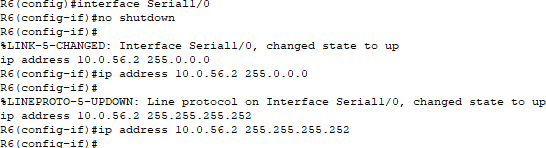 R6(config)#interface Serial1/0
R6(config-if)#no shutdown
R6(config-if)#
%LINK-5-CHANGED: Interface Serial1/0, changed state to up
ip address 10.0.56.2 255.0.0.0
R6(config-if)#ip address 10.0.56.2 255.0.0.0
R6(config-if)#
%LINEPROTO-5-UPDOWN: Line protocol on Interface Serial1/0, changed state to up
ip address 10.0.56.2 255.255.255.252
R6(config-if)#ip address 10.0.56.2 255.255.255.252
R6(config-if)#